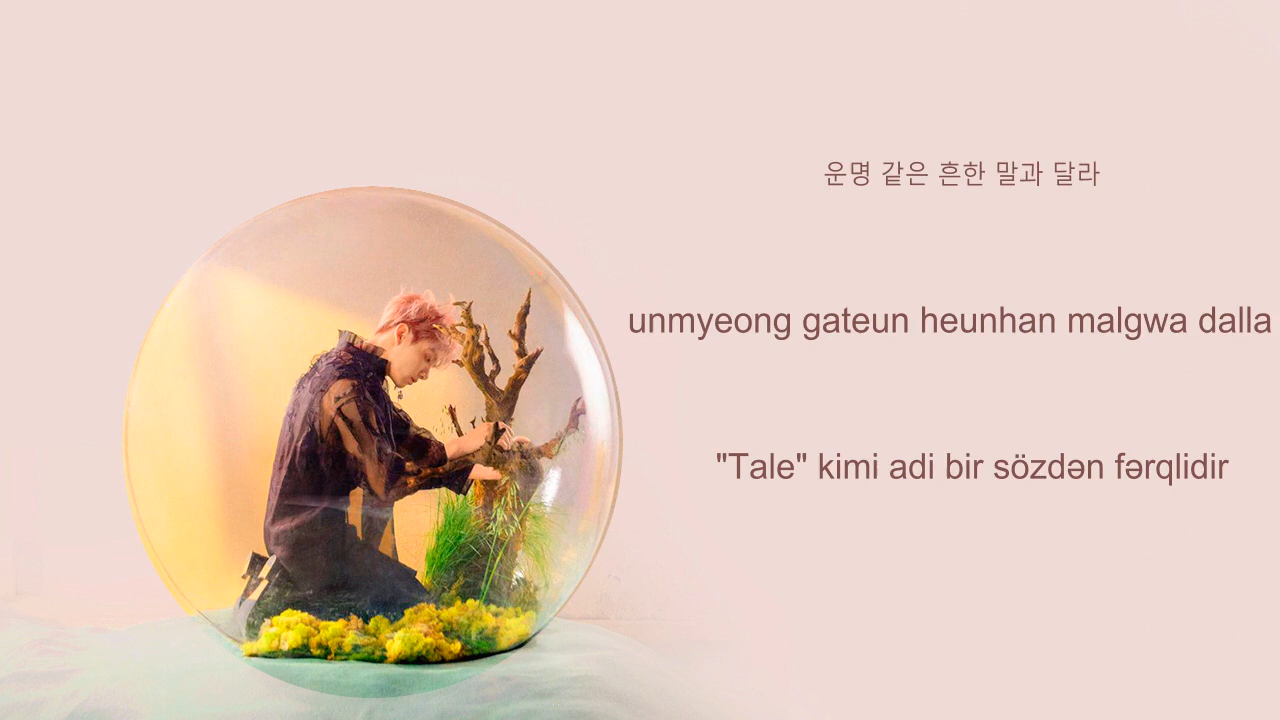 운명 같은 흔한 말과 달라
unmyeong gateun heunhan malgwa dalla
"Tale" kimi adi bir sözdən fərqlidir